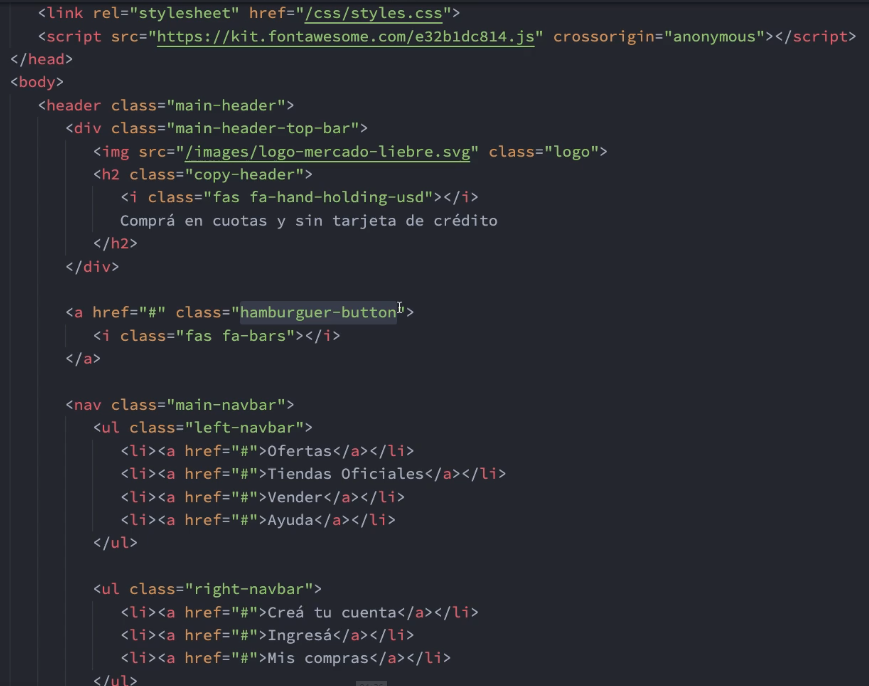 <link rel="stylesheet" href="/css/styles.css">
<script src="https://kit.fontawesome.com/e32b1dc814.js" crossorigin="anonymous"></script>
</head>
<body>
<header class="main-header">
<div class="main-header-top-bar">
<img src="/images/logo-mercado-liebre.svg" class="logo">
<h2 class="copy-header">
<i class="fas fa-hand-holding-usd"></i>
Comprá en cuotas y sin tarjeta de crédito
</h2>
</div>
<a href="#" class="hamburguer-button">
<i class="fas fa-bars"></i>
</a>
<nav class="main-navbar">
<ul class="left-navbar">
<li><a href="#">Ofertas</a></li>
<li><a href="#">Tiendas Oficiales</a></li>
<li><a href="#">Vender</a></li>
<li><a href="#">Ayuda</a></li>
</ul>
<ul class="right-navbar">
<li><a href="#">Creá tu cuenta</a></li>
<li><a href="#">Ingresá</a></li>
<li><a href="#">Mis compras</a></li>
</ul>